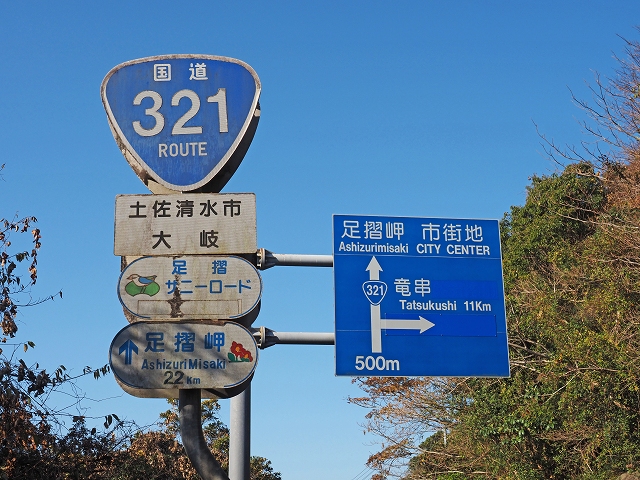 国道
321
ROUTE
土佐清水市
大岐
足摺
サニーロード
足摺岬
AshizuriMisaki
22Km
足摺岬 市街地
Ashizurimisaki CITY CENTER
321
竜串
Tatsukushi 11Km
500m